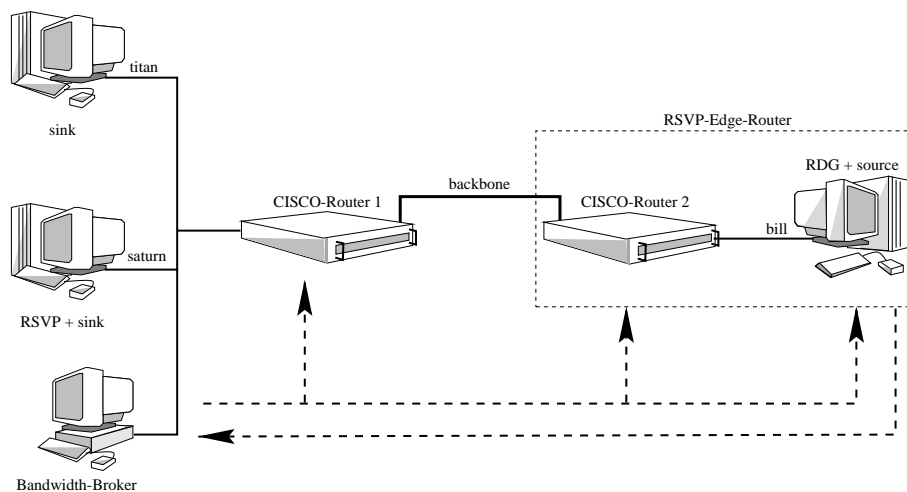 titan
sink
RSVP-Edge-Router
RDG + source
backbone
CISCO-Router 1
CISCO-Router 2
bill
saturn
RSVP + sink
Bandwidth-Broker